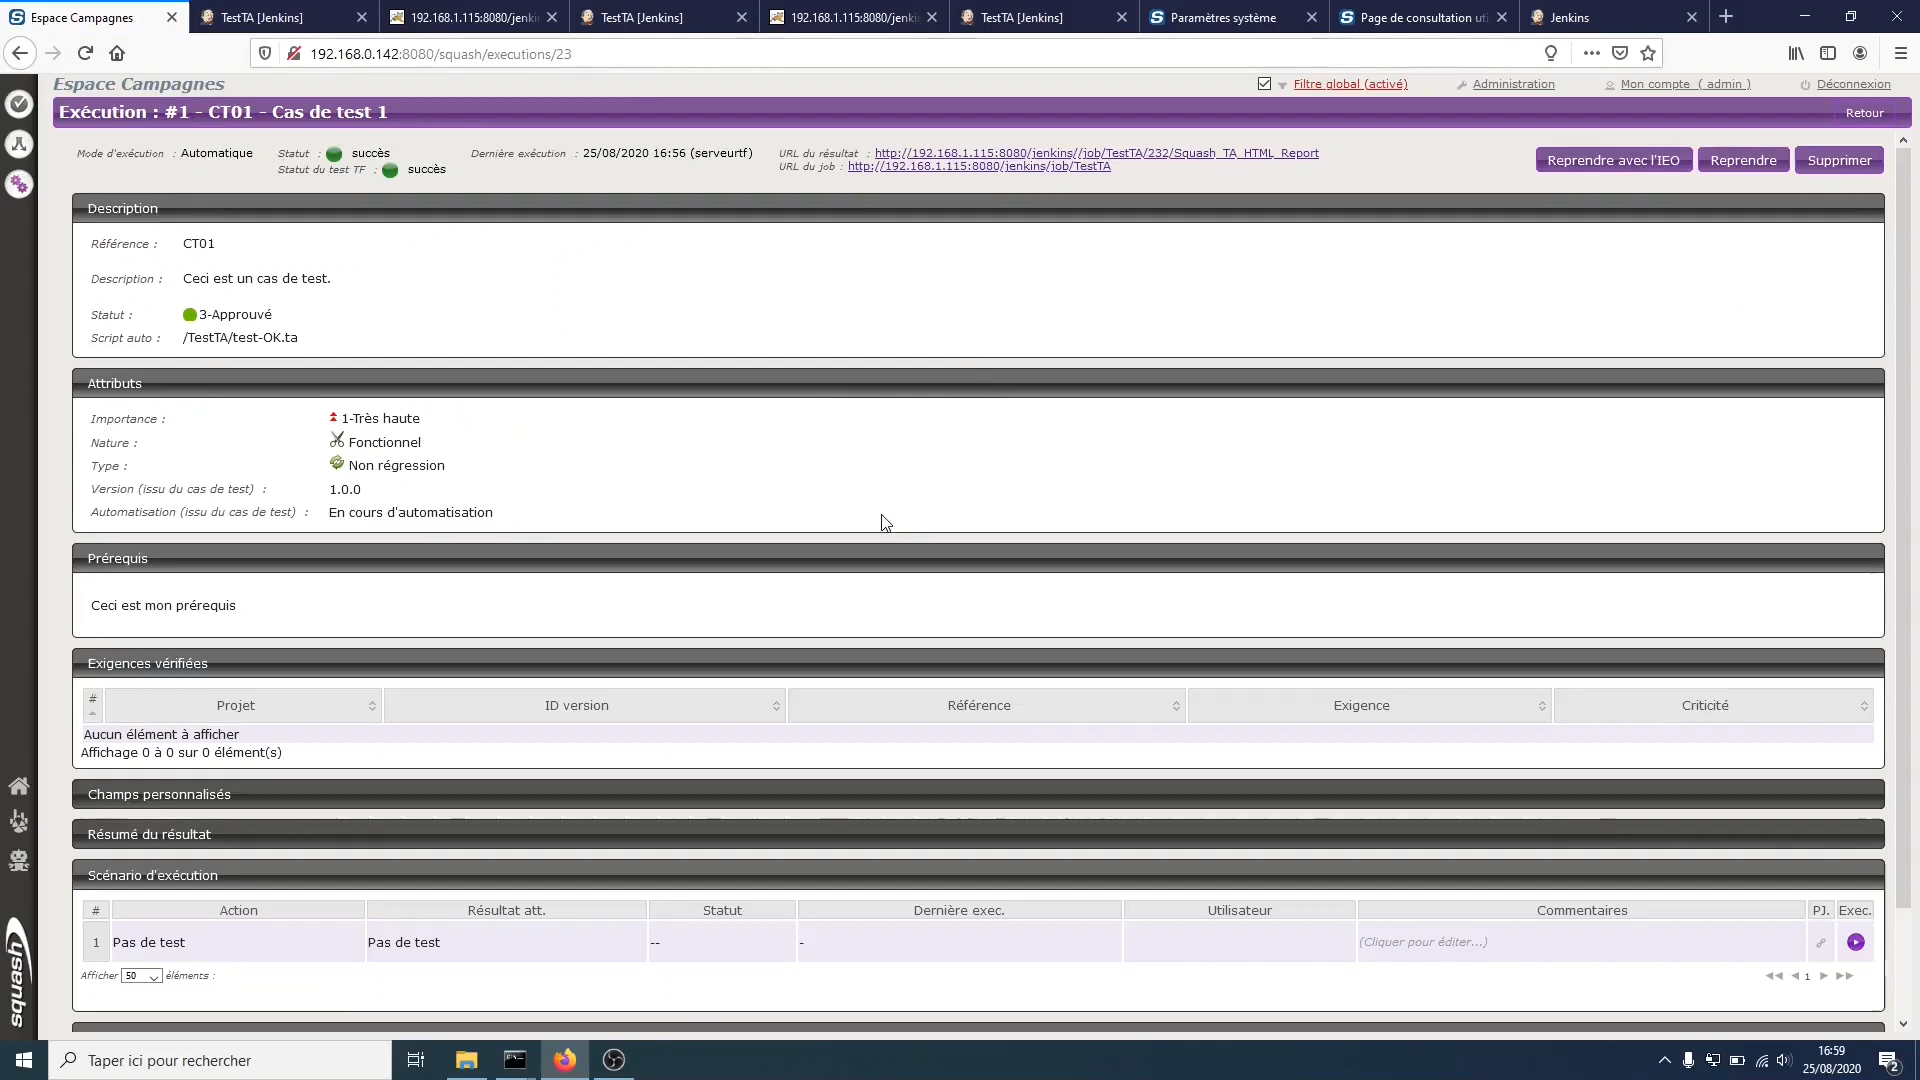 Espace Campagnes
TestTA [Jenkins]
192.168.1.115:8080/jenki
TestTA [Jenkins]
192.168.1.115:8080/jenki
TestTA [Jenkins]
Paramètres système
Page de consultation ut
Jenkins
192.168.0.142:8080/squash/executions/23
Espace Campagnes
Filtre global (activé)
Administration
Mon compte ( admin )
Déconnexion
Exécution : #1 - CT01 - Cas de test 1
Retour
Mode d'exécution : Automatique
Statut : succès
Dernière exécution : 25/08/2020 16:56 (serveurtf)
URL du résultat : http://192.168.1.115:8080/jenkins//job/TestTA/232/Squash_TA_HTML_Report
Statut du test TF : succès
URL du job : http://192.168.1.115:8080/jenkins/job/TestTA
Reprendre avec l'IEO
Reprendre
Supprimer
Description
Référence : CT01
Description : Ceci est un cas de test.
Statut : 3-Approuvé
Script auto : /TestTA/test-OK.ta
Attributs
Importance : 1-Très haute
Nature : Fonctionnel
Type : Non régression
Version (issu du cas de test) : 1.0.0
Automatisation (issu du cas de test) : En cours d'automatisation
Prérequis
Ceci est mon prérequis
Exigences vérifiées
# Projet ID version Référence Exigence Criticité
Aucun élément à afficher
Affichage 0 à 0 sur 0 élément(s)
Champs personnalisés
Résumé du résultat
Scénario d'exécution
# Action Résultat att. Statut Dernière exec. Utilisateur Commentaires PJ. Exec.
1 Pas de test Pas de test -- - (Cliquer pour éditer...)
Afficher 50 éléments :
1
squash
Taper ici pour rechercher
16:59
25/08/2020
2